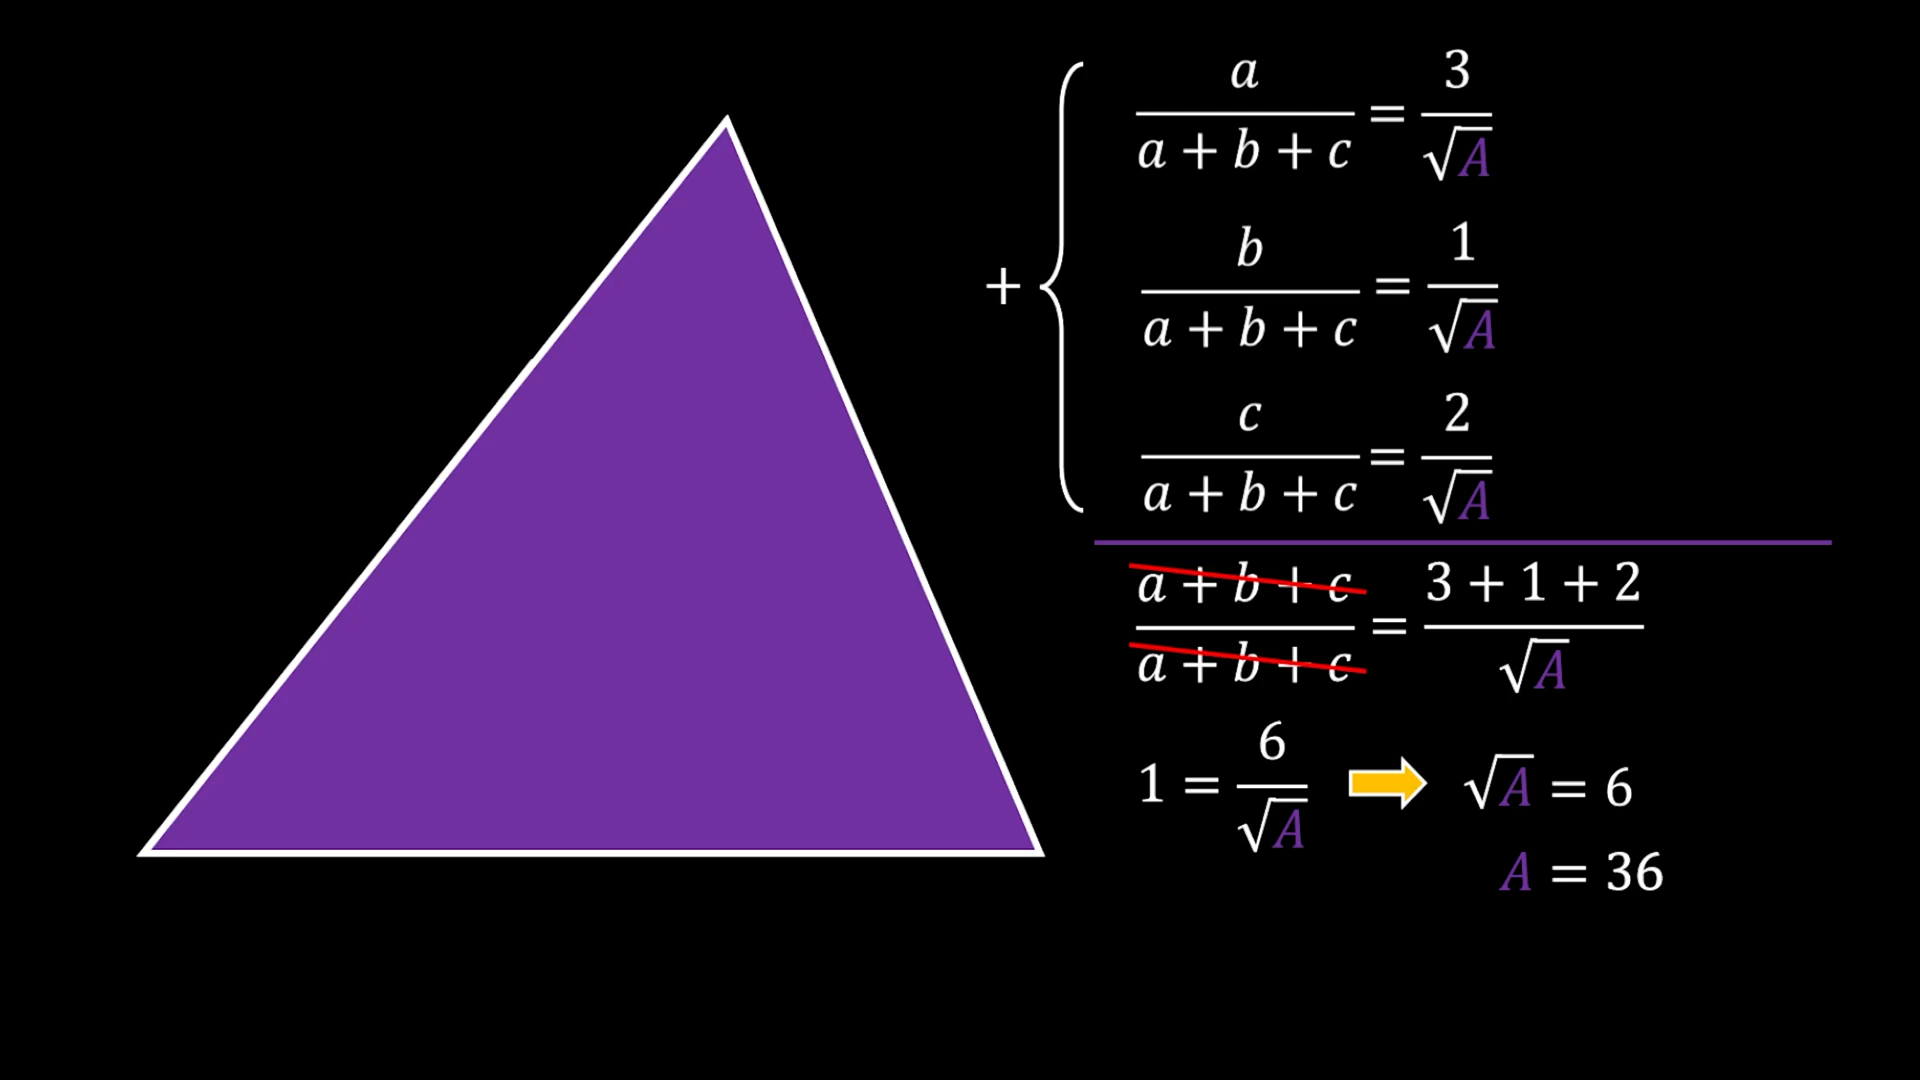 a/(a + b + c) = 3/√A
+ { b/(a + b + c) = 1/√A
c/(a + b + c) = 2/√A
(a + b + c)/(a + b + c) = (3 + 1 + 2)/√A
1 = 6/√A ➡ √A = 6
A = 36